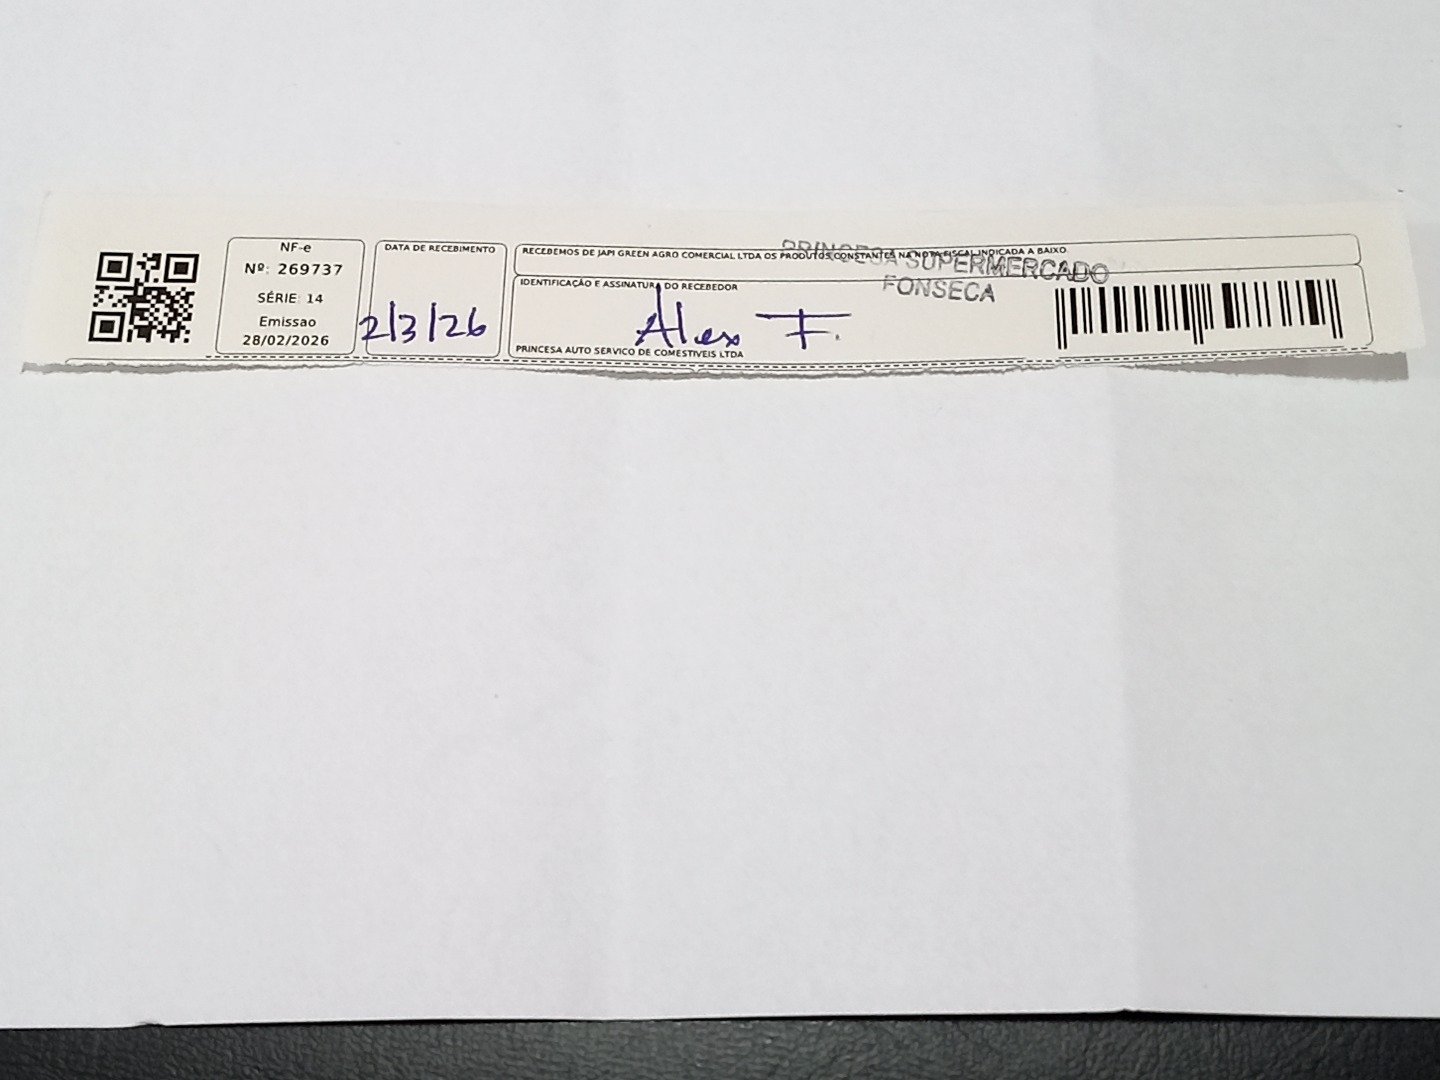 NF-e
Nº: 269737
SÉRIE: 14
Emissao
28/02/2026
DATA DE RECEBIMENTO
2/3/26
RECEBEMOS DE JAPI GREEN AGRO COMERCIAL LTDA OS PRODUTOS CONSTANTES NA NOTA FISCAL INDICADA A BAIXO
PRINCESA SUPERMERCADO
FONSECA
IDENTIFICAÇÃO E ASSINATURA DO RECEBEDOR
Alex F.
PRINCESA AUTO SERVICO DE COMESTIVEIS LTDA